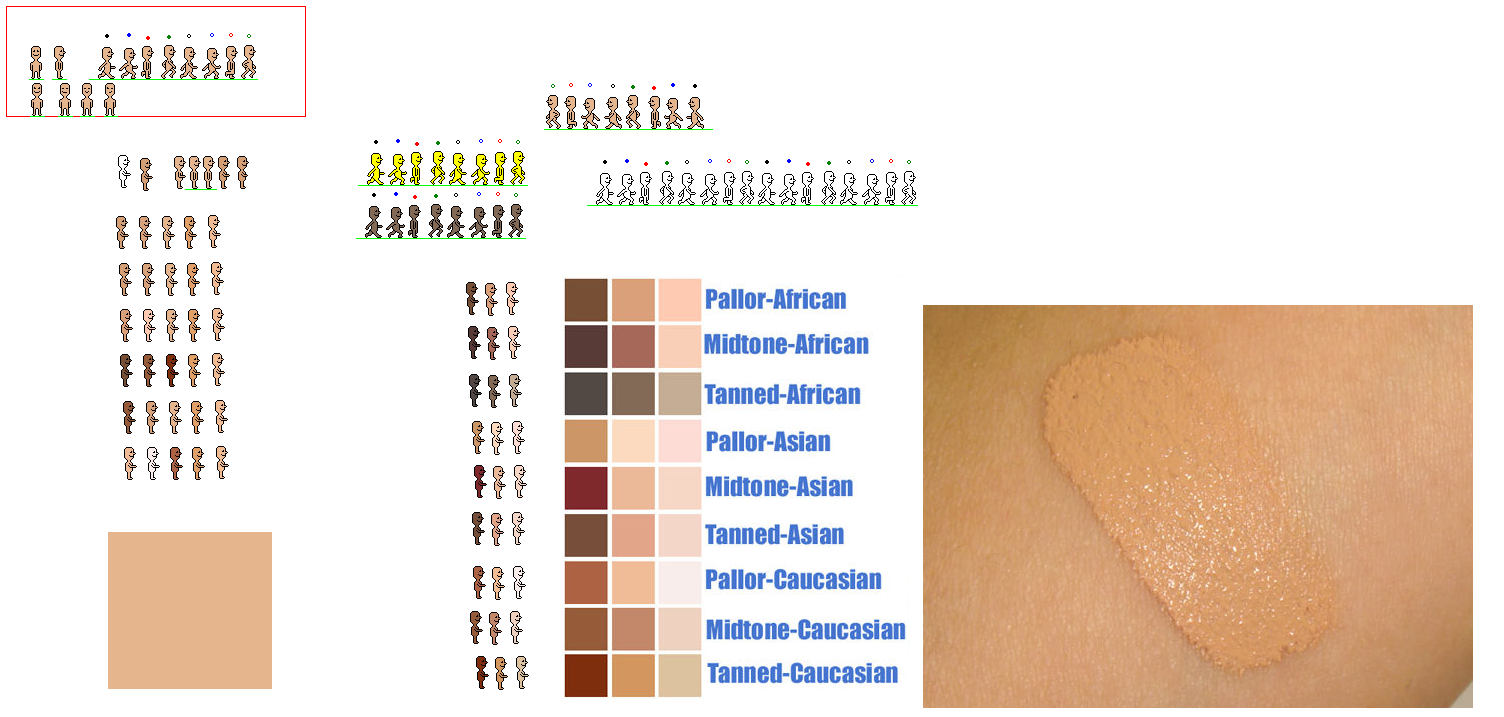 Pallor-African
Midtone-African
Tanned-African
Pallor-Asian
Midtone-Asian
Tanned-Asian
Pallor-Caucasian
Midtone-Caucasian
Tanned-Caucasian